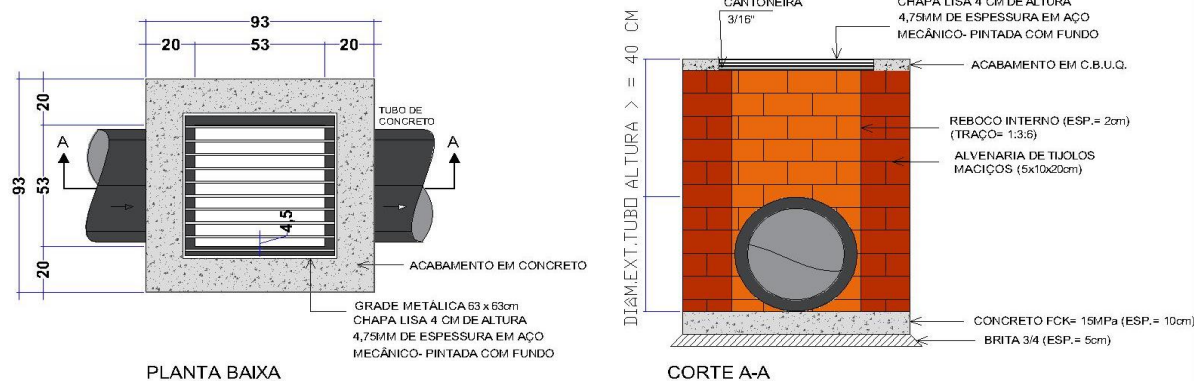 93
20 53 20
93
20
53
20
A
A
TUBO DE
CONCRETO
4,5
ACABAMENTO EM CONCRETO
GRADE METÁLICA 63 x 63cm
CHAPA LISA 4 CM DE ALTURA
4,75MM DE ESPESSURA EM AÇO
MECÂNICO- PINTADA COM FUNDO
PLANTA BAIXA
CANTONEIRA
3/16"
CHAPA LISA 4 CM DE ALTURA
4,75MM DE ESPESSURA EM AÇO
MECÂNICO- PINTADA COM FUNDO
DIAM.EXT.TUBO ALTURA > = 40 CM
ACABAMENTO EM C.B.U.Q.
REBOCO INTERNO (ESP.= 2cm)
(TRAÇO= 1:3:6)
ALVENARIA DE TIJOLOS
MACIÇOS (5x10x20cm)
CONCRETO FCK= 15MPa (ESP.= 10cm)
BRITA 3/4 (ESP.= 5cm)
CORTE A-A